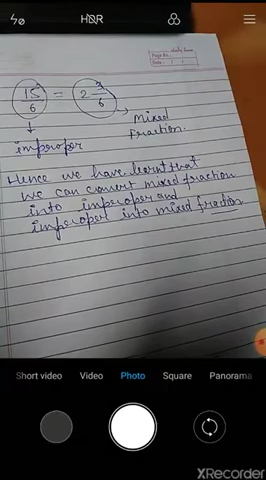 HDR
15/6 = 2 3/6
improper
Mixed
Fraction.
Hence we have learnt that
we can convert mixed fraction
into improper and
improper into mixed fraction
Short video Video Photo Square Panorama
XRecorder